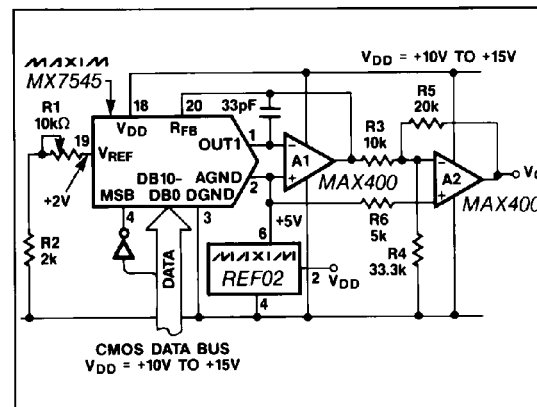 MAXIM
MX7545
VDD = +10V TO +15V
R1
10kΩ
19
18
20
33pF
VDD
RFB
OUT1
1
VREF
DB10-
DB0
AGND
2
MSB
DGND
+2V
4
3
R2
2k
DATA
A1
MAX400
R3
10k
R5
20k
A2
MAX400
+5V
R6
5k
R4
33.3k
6
MAXIM
REF02
2
VDD
4
CMOS DATA BUS
VDD = +10V TO +15V